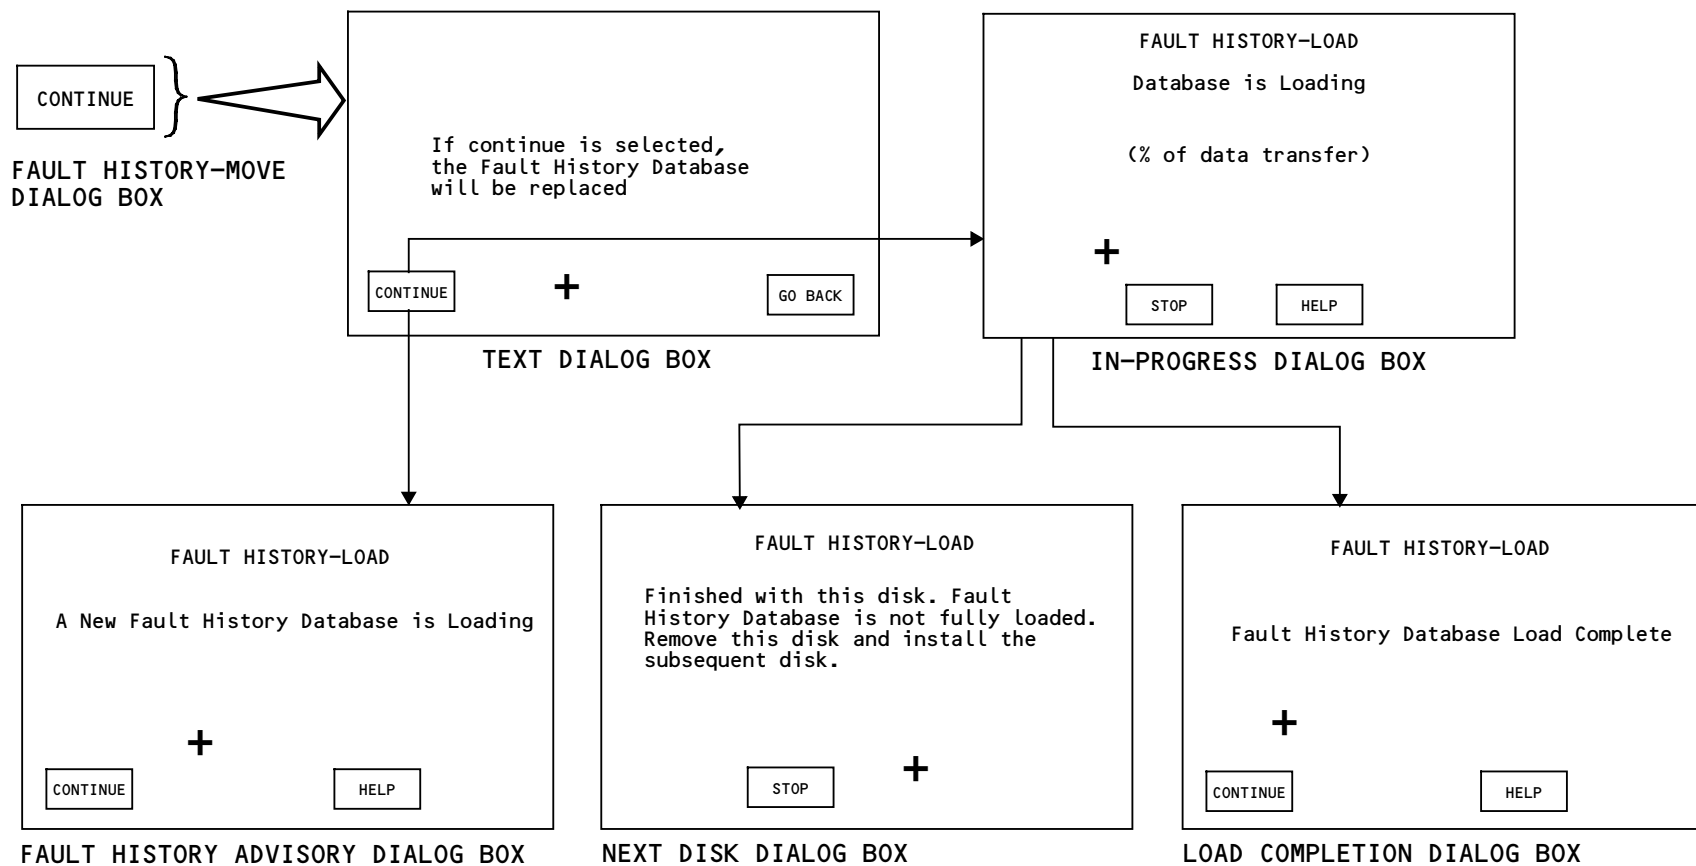 CONTINUE
FAULT HISTORY-MOVE
DIALOG BOX
If continue is selected,
the Fault History Database
will be replaced
CONTINUE
GO BACK
TEXT DIALOG BOX
FAULT HISTORY-LOAD
Database is Loading
(% of data transfer)
STOP
HELP
IN-PROGRESS DIALOG BOX
FAULT HISTORY-LOAD
A New Fault History Database is Loading
CONTINUE
HELP
FAULT HISTORY ADVISORY DIALOG BOX
FAULT HISTORY-LOAD
Finished with this disk. Fault
History Database is not fully loaded.
Remove this disk and install the
subsequent disk.
STOP
NEXT DISK DIALOG BOX
FAULT HISTORY-LOAD
Fault History Database Load Complete
CONTINUE
HELP
LOAD COMPLETION DIALOG BOX